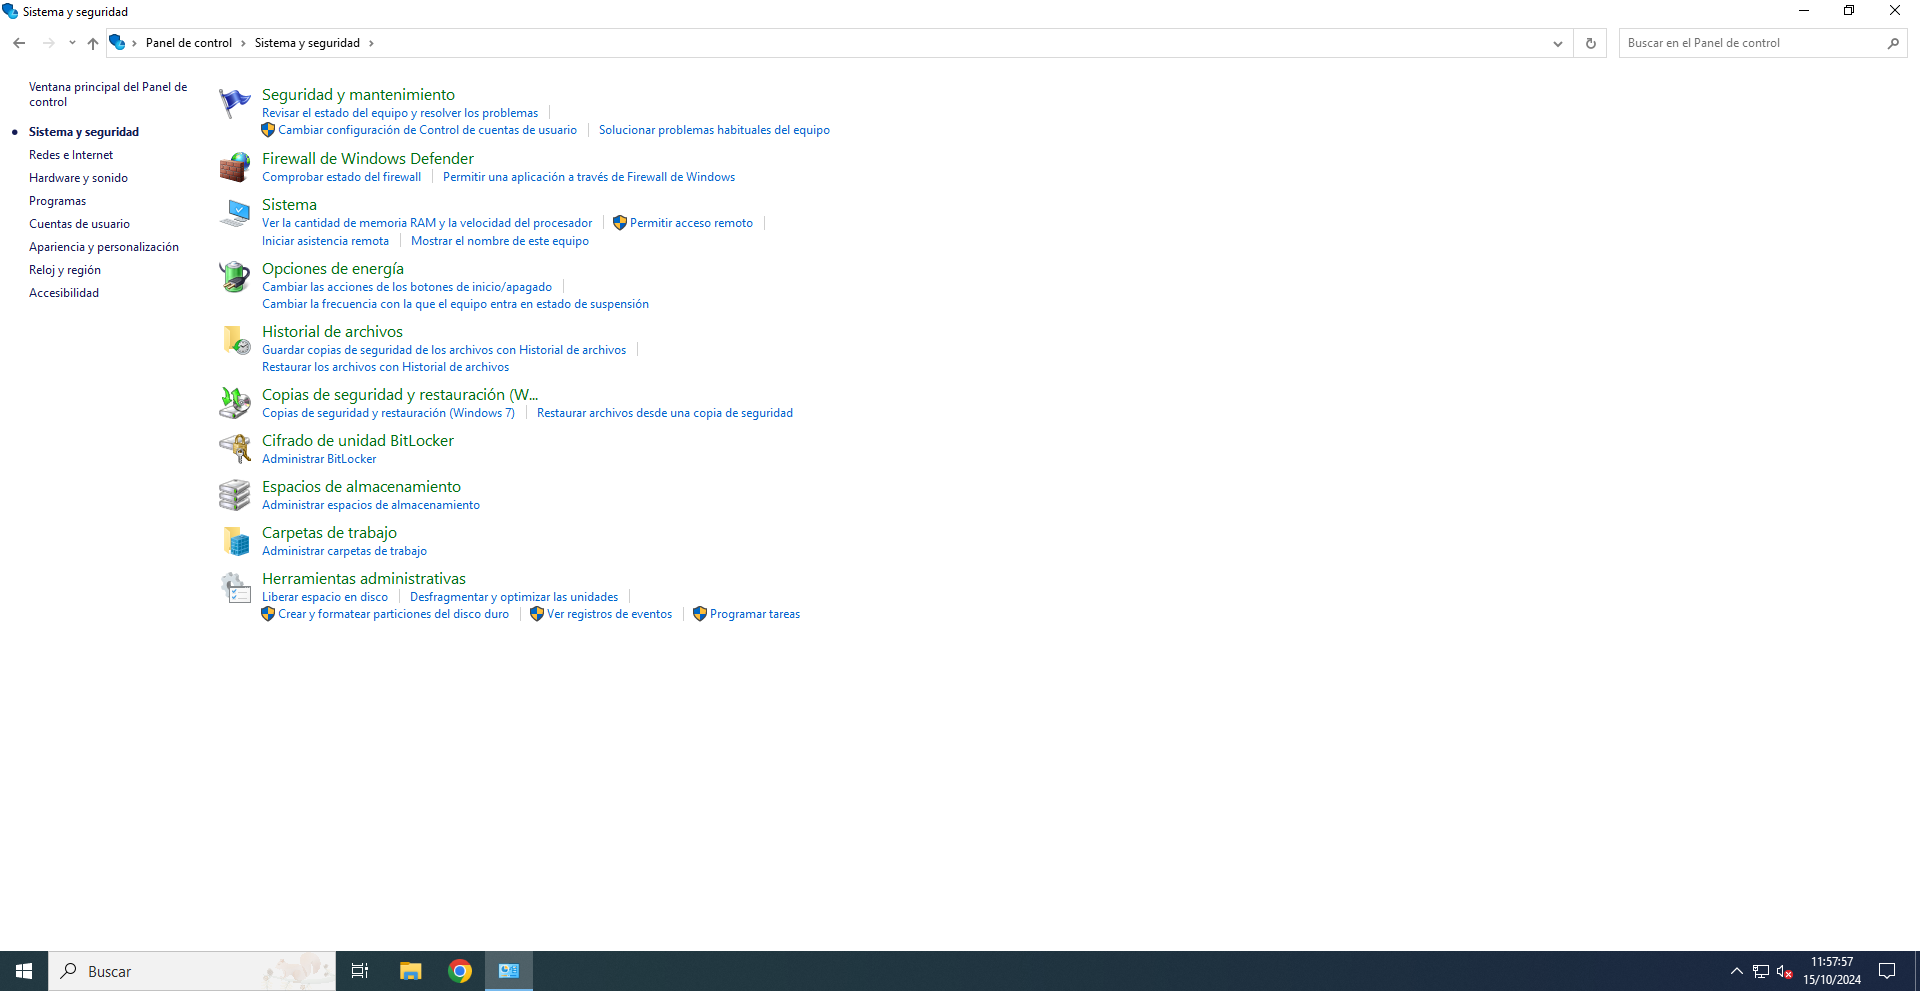 Sistema y seguridad
Panel de control
Sistema y seguridad
Buscar en el Panel de control
Ventana principal del Panel de
control
Sistema y seguridad
Redes e Internet
Hardware y sonido
Programas
Cuentas de usuario
Apariencia y personalización
Reloj y región
Accesibilidad
Seguridad y mantenimiento
Revisar el estado del equipo y resolver los problemas
Cambiar configuración de Control de cuentas de usuario Solucionar problemas habituales del equipo
Firewall de Windows Defender
Comprobar estado del firewall Permitir una aplicación a través de Firewall de Windows
Sistema
Ver la cantidad de memoria RAM y la velocidad del procesador Permitir acceso remoto
Iniciar asistencia remota Mostrar el nombre de este equipo
Opciones de energía
Cambiar las acciones de los botones de inicio/apagado
Cambiar la frecuencia con la que el equipo entra en estado de suspensión
Historial de archivos
Guardar copias de seguridad de los archivos con Historial de archivos
Restaurar los archivos con Historial de archivos
Copias de seguridad y restauración (W...
Copias de seguridad y restauración (Windows 7) Restaurar archivos desde una copia de seguridad
Cifrado de unidad BitLocker
Administrar BitLocker
Espacios de almacenamiento
Administrar espacios de almacenamiento
Carpetas de trabajo
Administrar carpetas de trabajo
Herramientas administrativas
Liberar espacio en disco Desfragmentar y optimizar las unidades
Crear y formatear particiones del disco duro Ver registros de eventos Programar tareas
Buscar
11:57:57
15/10/2024